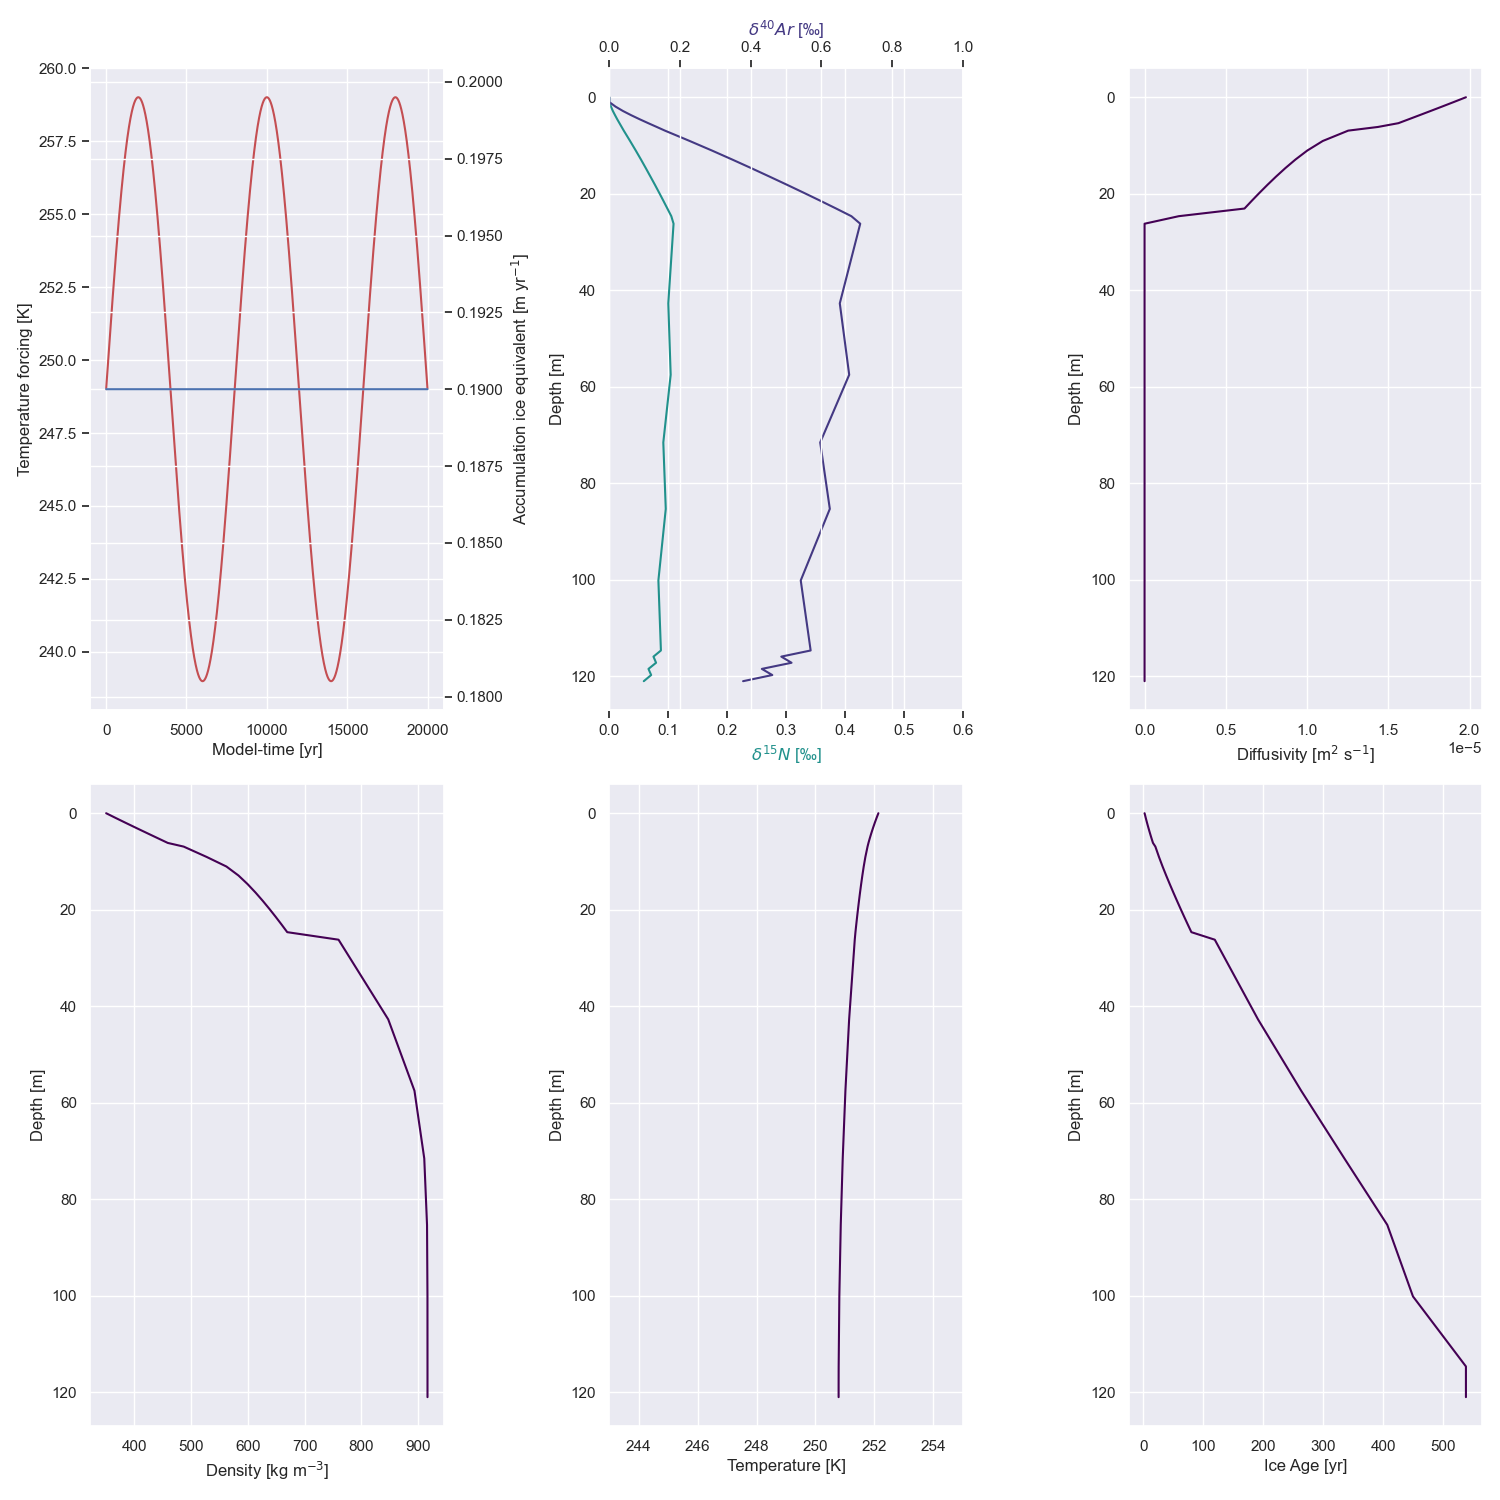 δ⁴⁰Ar [‰]
0.0 0.2 0.4 0.6 0.8 1.0
260.0
257.5
255.0
252.5
250.0
247.5
245.0
242.5
240.0
Temperature forcing [K]
0.2000
0.1975
0.1950
0.1925
0.1900
0.1875
0.1850
0.1825
0.1800
Accumulation ice equivalent [m yr⁻¹]
0 5000 10000 15000 20000
Model-time [yr]
0
20
40
60
80
100
120
Depth [m]
0.0 0.1 0.2 0.3 0.4 0.5 0.6
δ¹⁵N [‰]
0
20
40
60
80
100
120
Depth [m]
0.0 0.5 1.0 1.5 2.0
1e−5
Diffusivity [m² s⁻¹]
0
20
40
60
80
100
120
Depth [m]
400 500 600 700 800 900
Density [kg m⁻³]
0
20
40
60
80
100
120
Depth [m]
244 246 248 250 252 254
Temperature [K]
0
20
40
60
80
100
120
Depth [m]
0 100 200 300 400 500
Ice Age [yr]